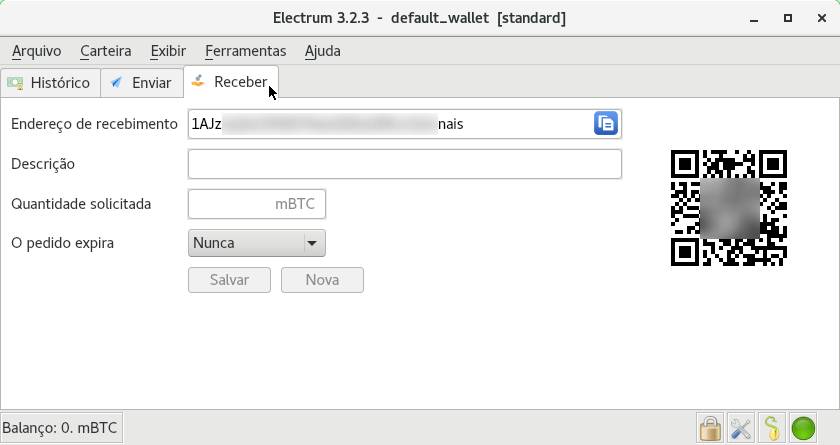 Electrum 3.2.3 - default_wallet [standard]
Arquivo Carteira Exibir Ferramentas Ajuda
Histórico Enviar Receber
Endereço de recebimento 1AJz nais
Descrição
Quantidade solicitada mBTC
O pedido expira Nunca
Salvar Nova
Balanço: 0. mBTC